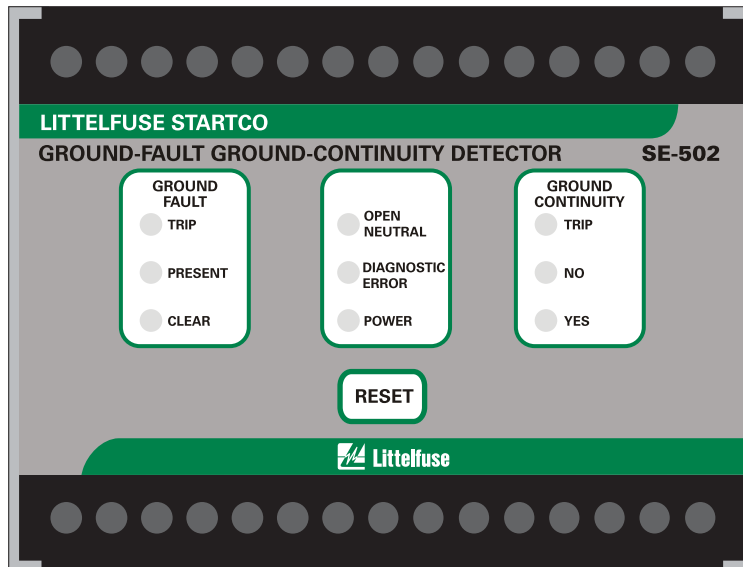 LITTELFUSE STARTCO
GROUND-FAULT GROUND-CONTINUITY DETECTOR SE-502
GROUND
FAULT
TRIP
PRESENT
CLEAR
OPEN
NEUTRAL
DIAGNOSTIC
ERROR
POWER
GROUND
CONTINUITY
TRIP
NO
YES
RESET
Littelfuse